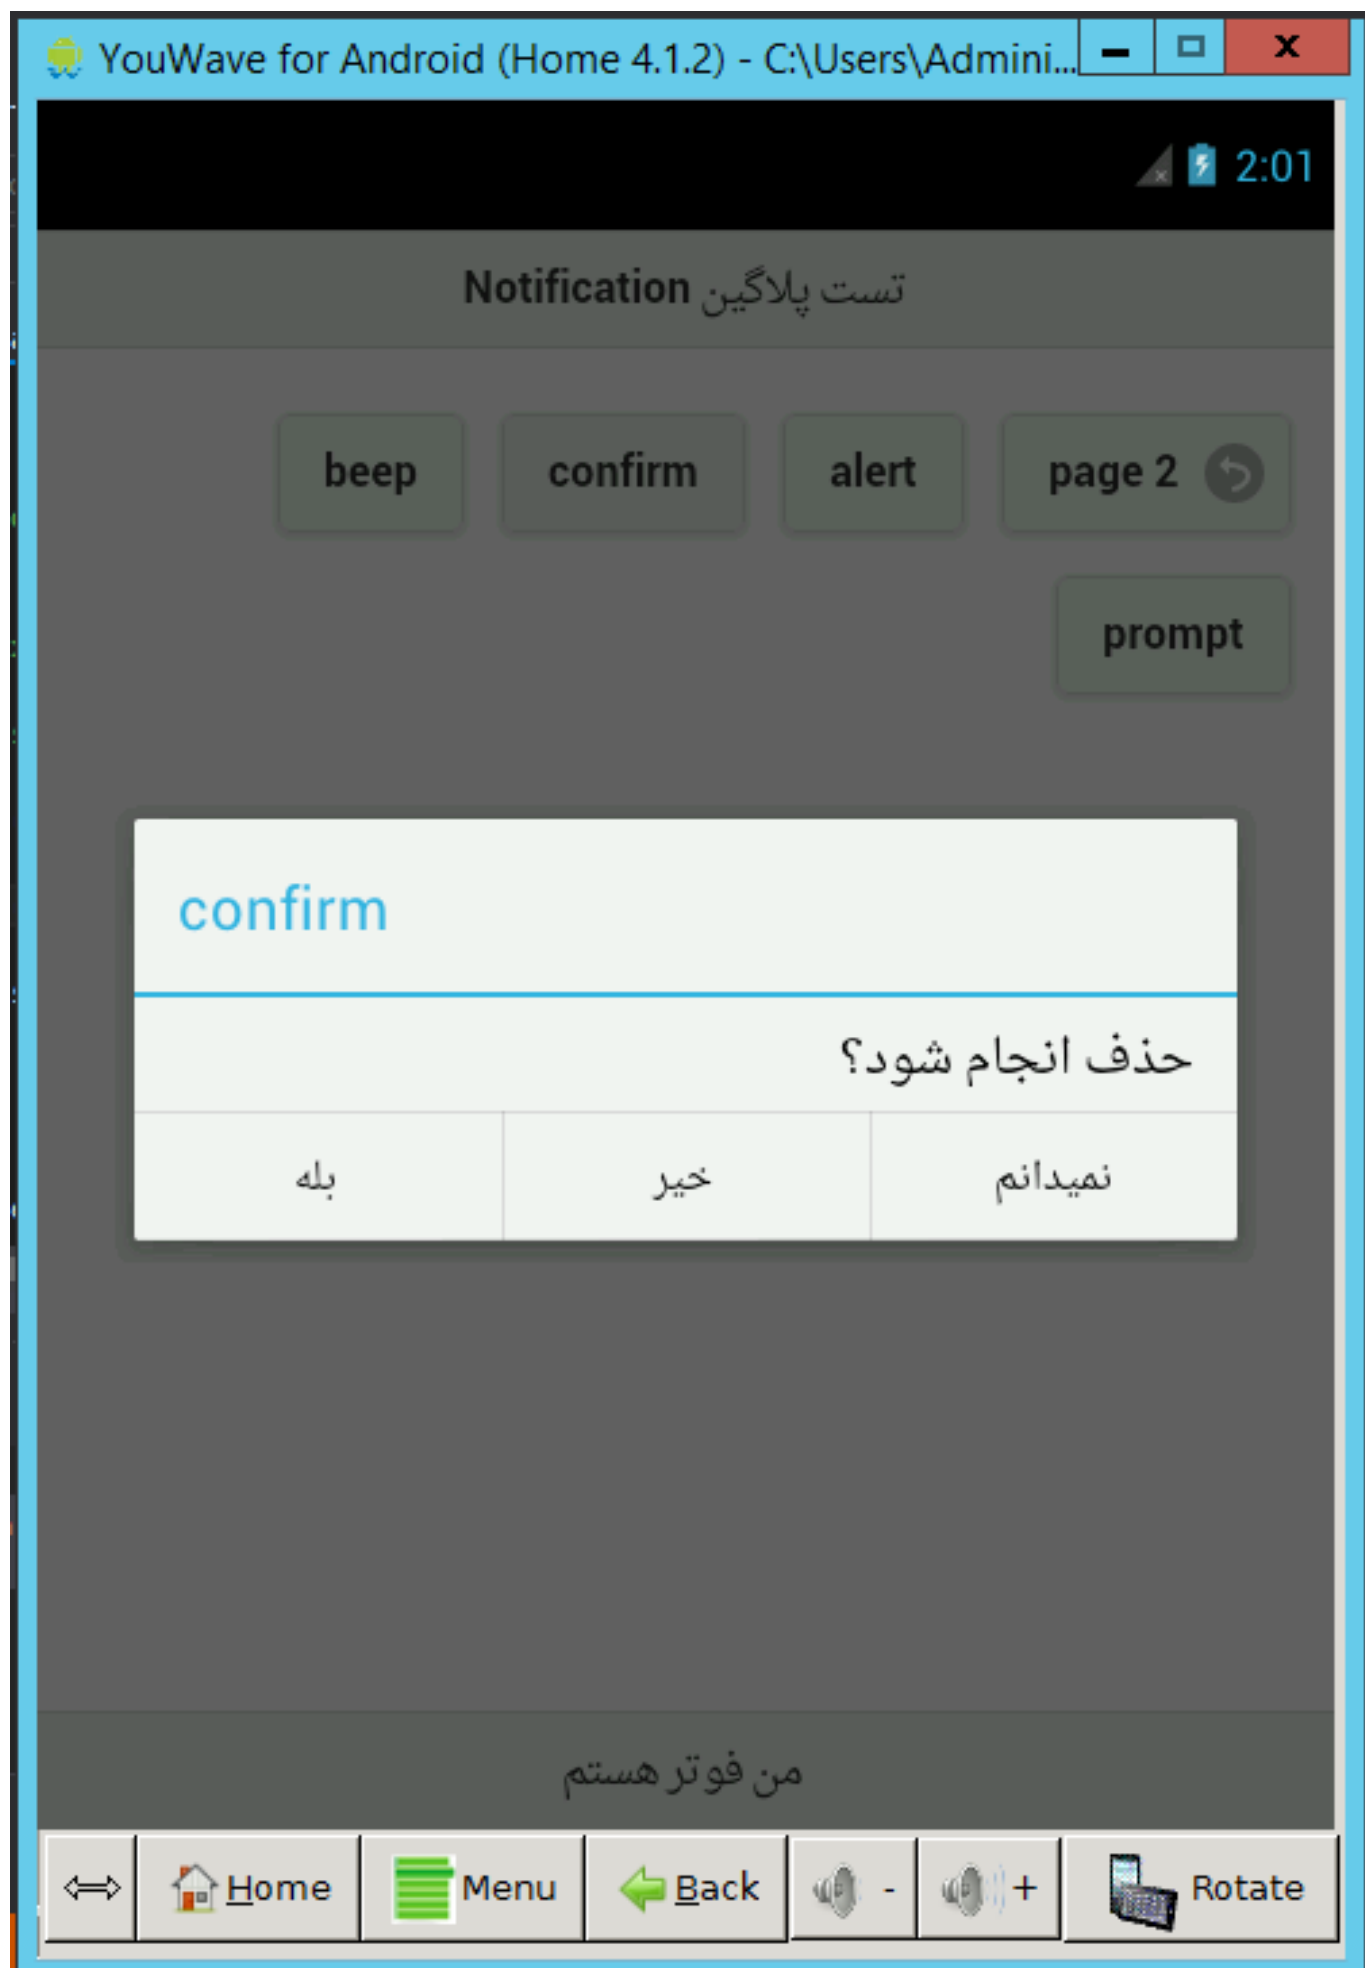 YouWave for Android (Home 4.1.2) - C:\Users\Admini...
2:01
تست پلاگین Notification
page 2 alert confirm beep
prompt
confirm
حذف انجام شود؟
نمیدانم خیر بله
من فوتر هستم
Home Menu Back - + Rotate